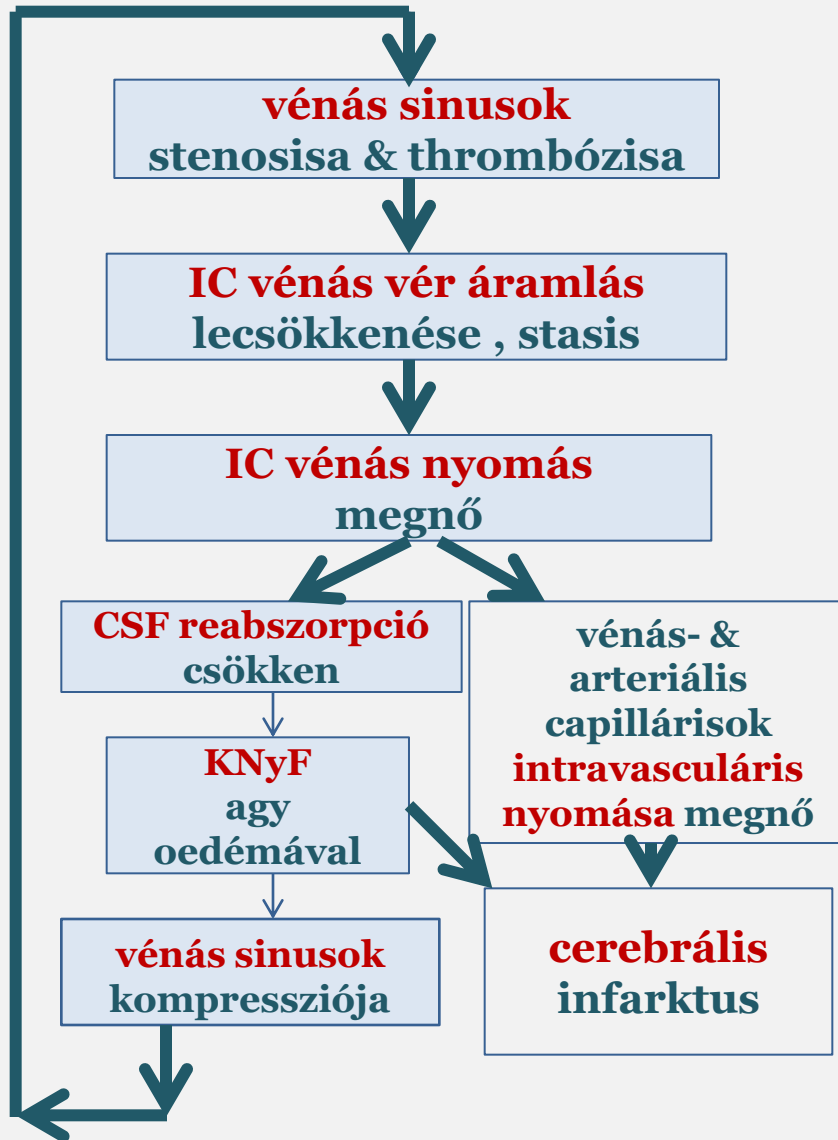 vénás sinusok
stenosisa & thrombózisa
IC vénás vér áramlás
lecsökkenése , stasis
IC vénás nyomás
megnő
CSF reabszorpció
csökken
vénás- &
arteriális
capillárisok
intravasculáris
nyomása megnő
KNyF
agy
oedémával
vénás sinusok
kompressziója
cerebrális
infarktus